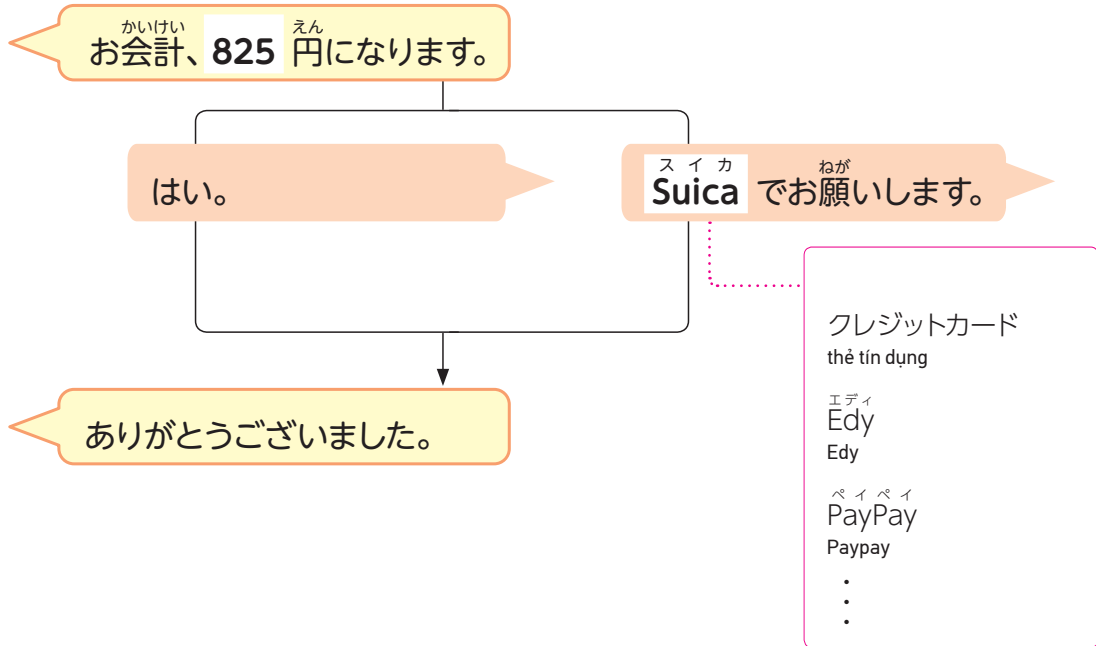 お会計、825 円になります。
かいけい えん
はい。
Suica でお願いします。
スイカ ねが
クレジットカード
thẻ tín dụng
エディ
Edy
Edy
ペイペイ
PayPay
Paypay
・
・
・
ありがとうございました。